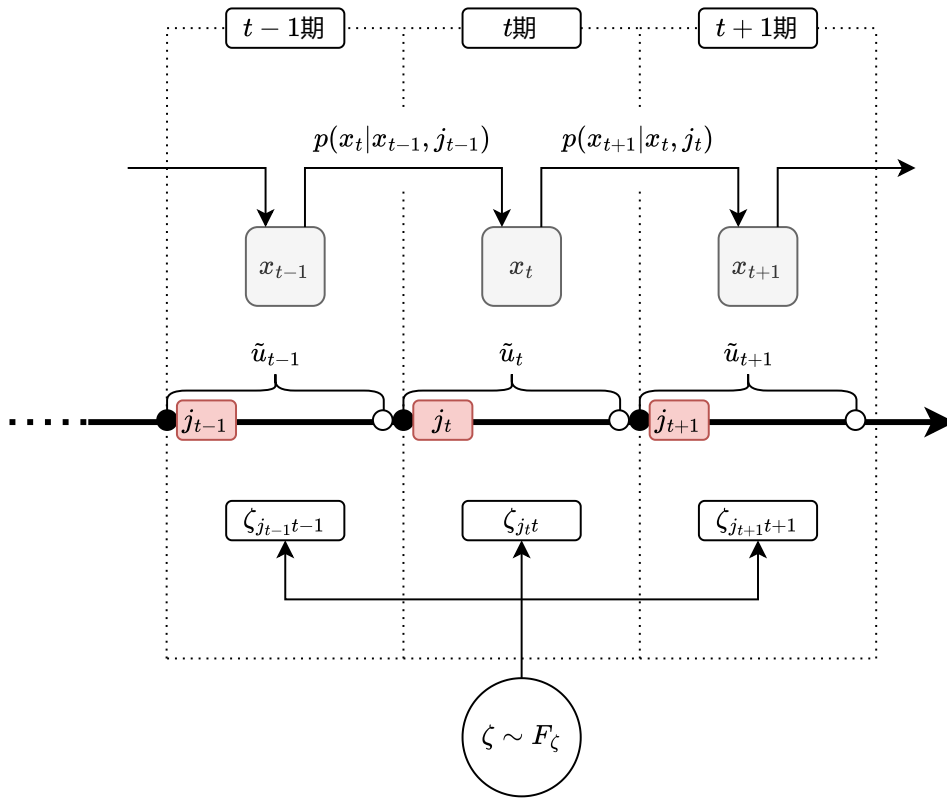 t − 1期
t期
t + 1期
p(x_t|x_{t−1}, j_{t−1})
p(x_{t+1}|x_t, j_t)
x_{t−1}
x_t
x_{t+1}
ũ_{t−1}
ũ_t
ũ_{t+1}
j_{t−1}
j_t
j_{t+1}
ζ_{j_{t−1}t−1}
ζ_{j_t t}
ζ_{j_{t+1}t+1}
ζ ∼ F_ζ